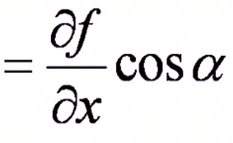 = ∂f/∂x cos α